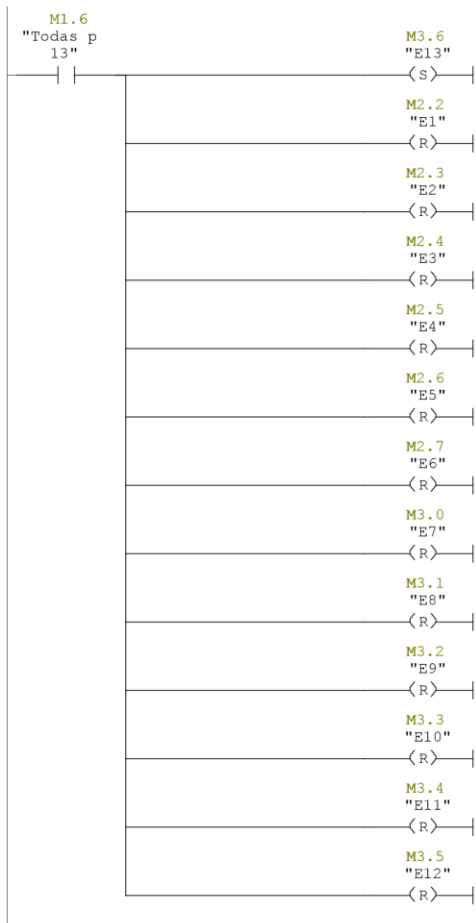 M1.6
"Todas p
13"
M3.6
"E13"
(S)
M2.2
"E1"
(R)
M2.3
"E2"
(R)
M2.4
"E3"
(R)
M2.5
"E4"
(R)
M2.6
"E5"
(R)
M2.7
"E6"
(R)
M3.0
"E7"
(R)
M3.1
"E8"
(R)
M3.2
"E9"
(R)
M3.3
"E10"
(R)
M3.4
"E11"
(R)
M3.5
"E12"
(R)